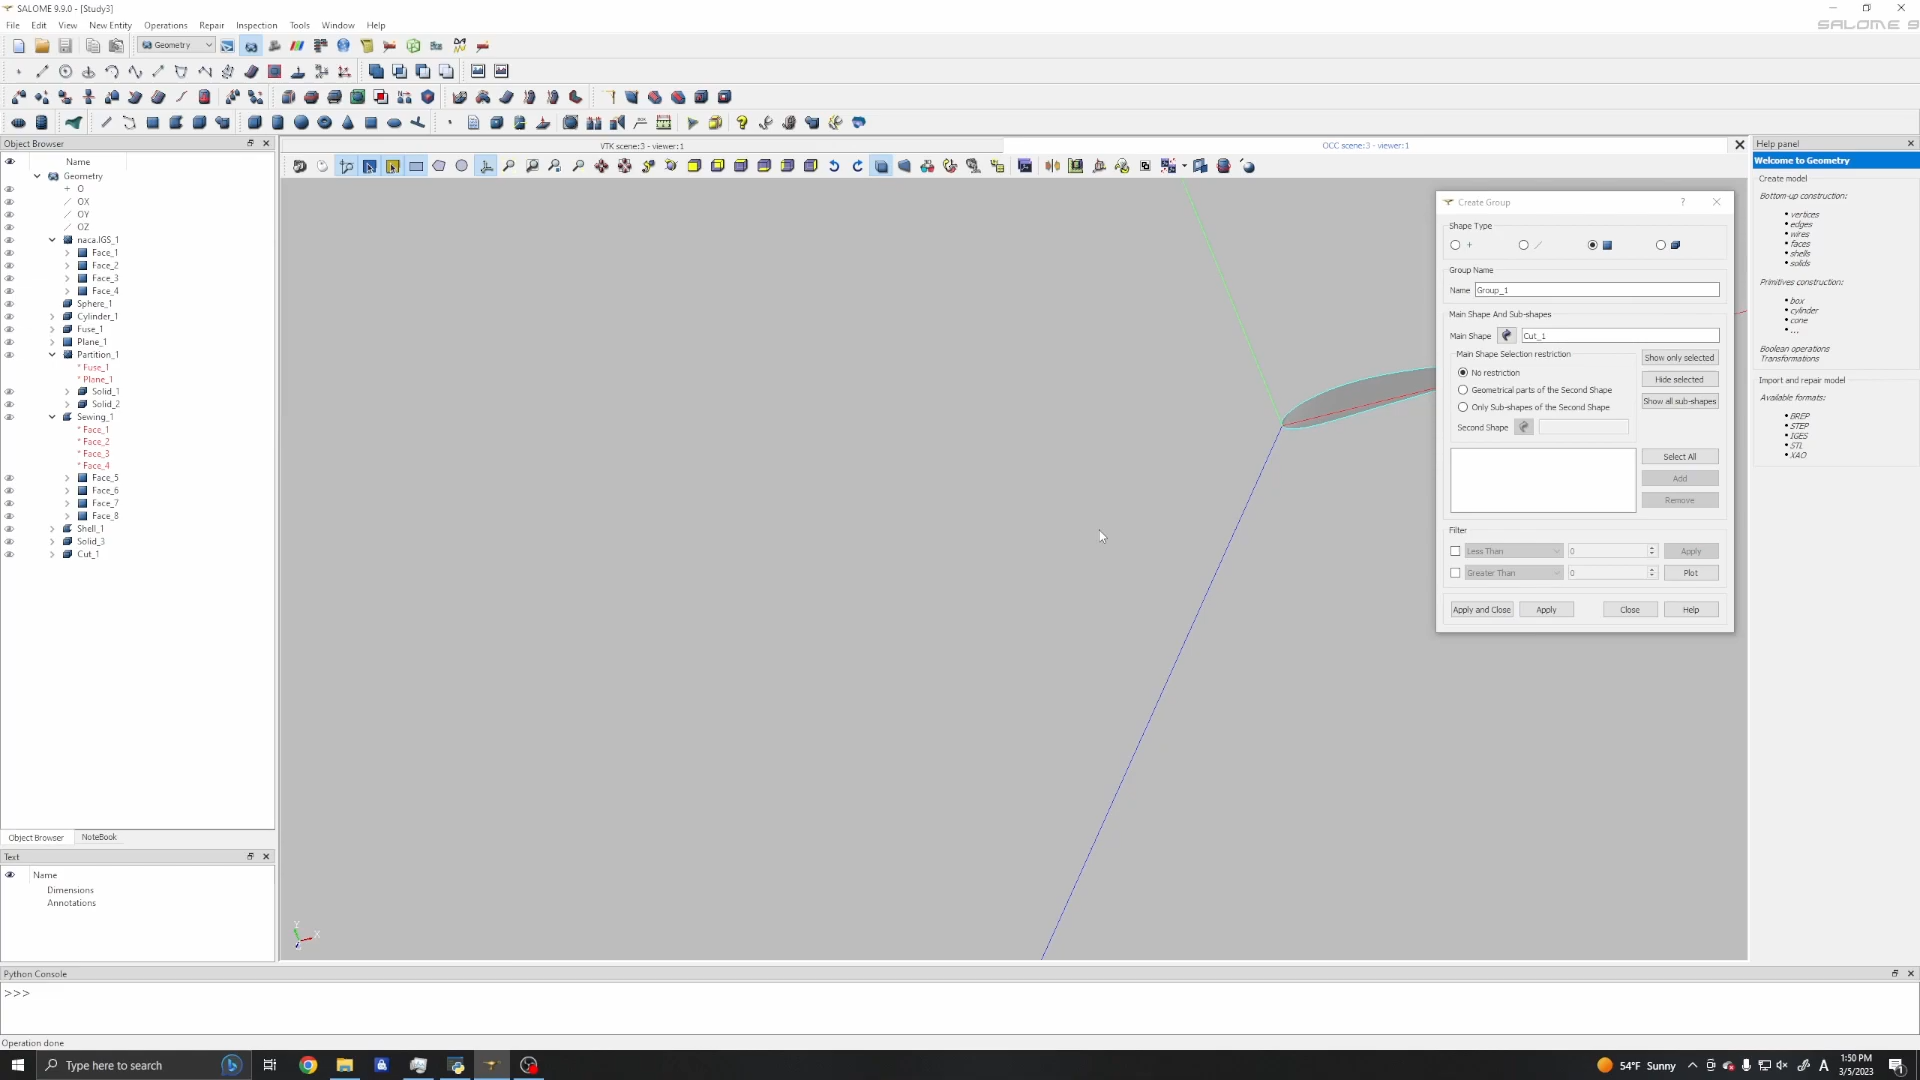 SALOME 9.9.0 - [Study3]
File Edit View New Entity Operations Repair Inspection Tools Window Help
SALOME 9
Geometry
Object Browser
VTK scene:3 - viewer:1
OCC scene:3 - viewer:1
Help panel
Name
Geometry
O
OX
OY
OZ
naca.IGS_1
Face_1
Face_2
Face_3
Face_4
Sphere_1
Cylinder_1
Fuse_1
Plane_1
Partition_1
* Fuse_1
* Plane_1
Solid_1
Solid_2
Sewing_1
* Face_1
* Face_2
* Face_3
* Face_4
Face_5
Face_6
Face_7
Face_8
Shell_1
Solid_3
Cut_1
Object Browser NoteBook
Text
Name
Dimensions
Annotations
Create Group ?
Shape Type
Group Name
Name Group_1
Main Shape And Sub-shapes
Main Shape Cut_1
Main Shape Selection restriction
No restriction
Geometrical parts of the Second Shape
Only Sub-shapes of the Second Shape
Second Shape
Show only selected
Hide selected
Show all sub-shapes
Select All
Add
Remove
Filter
Less Than 0 Apply
Greater Than 0 Plot
Apply and Close Apply Close Help
Welcome to Geometry
Create model
Bottom-up construction:
vertices
edges
wires
faces
shells
solids
Primitives construction:
box
cylinder
cone
...
Boolean operations
Transformations
Import and repair model
Available formats:
BREP
STEP
IGES
STL
XAO
Python Console
>>>
Operation done
Type here to search
54°F Sunny
A
1:50 PM
3/5/2023